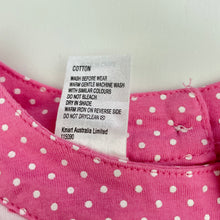 COTTON
WASH BEFORE WEAR
WARM GENTLE MACHINE WASH
WITH SIMILAR COLOURS
DO NOT BLEACH
DRY IN SHADE
WARM IRON ON REVERSE SIDE
DO NOT DRYCLEAN
Kmart Australia Limited